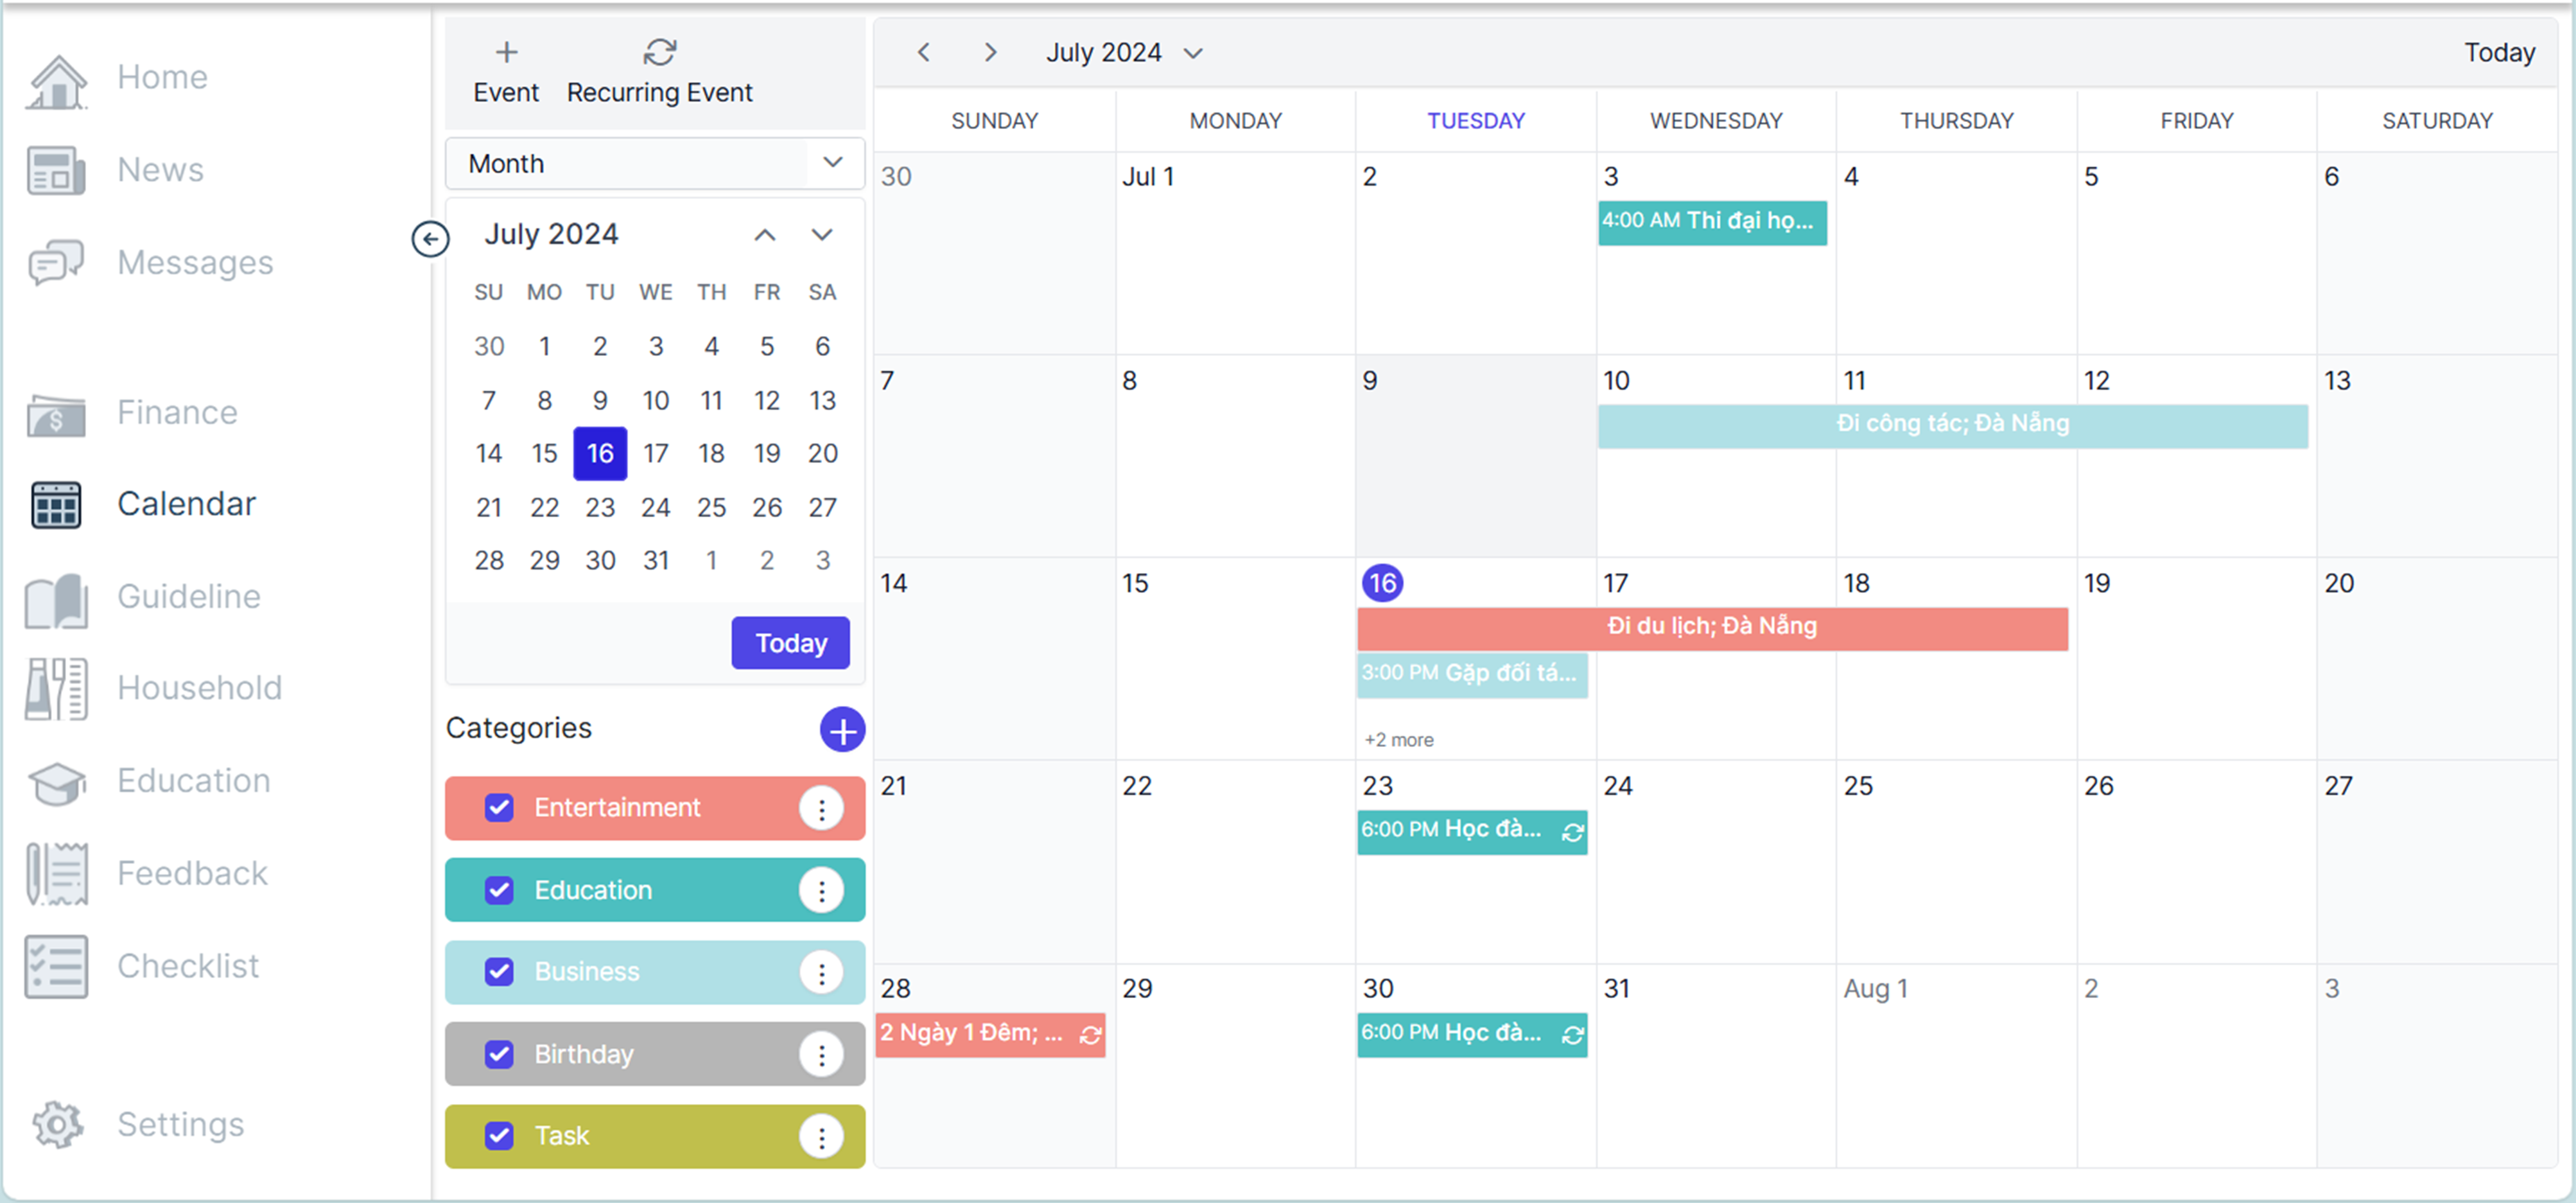 Home
News
Messages
Finance
Calendar
Guideline
Household
Education
Feedback
Checklist
Settings
Event Recurring Event
Month
July 2024
SU MO TU WE TH FR SA
30 1 2 3 4 5 6
7 8 9 10 11 12 13
14 15 16 17 18 19 20
21 22 23 24 25 26 27
28 29 30 31 1 2 3
Today
Categories
Entertainment
Education
Business
Birthday
Task
July 2024 Today
SUNDAY MONDAY TUESDAY WEDNESDAY THURSDAY FRIDAY SATURDAY
30 Jul 1 2 3 4 5 6
4:00 AM Thi đại họ...
7 8 9 10 11 12 13
Đi công tác; Đà Nẵng
14 15 16 17 18 19 20
Đi du lịch; Đà Nẵng
3:00 PM Gặp đối tá...
+2 more
21 22 23 24 25 26 27
6:00 PM Học đà...
28 29 30 31 Aug 1 2 3
2 Ngày 1 Đêm; ... 6:00 PM Học đà...